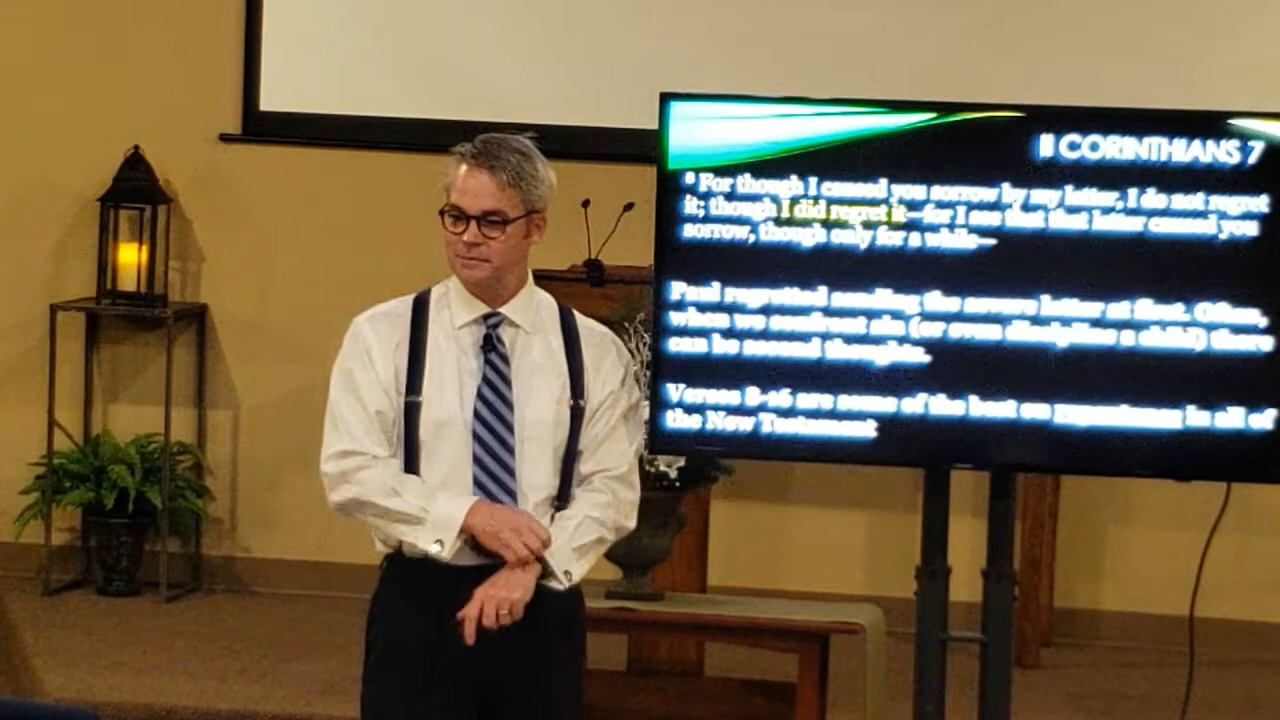 II CORINTHIANS 7
8 For though I caused you sorrow by my letter, I do not regret
it; though I did regret it—for I see that that letter caused you
sorrow, though only for a while—
Paul regretted sending the severe letter at first. Often,
when we confront sin (or even discipline a child!) there
can be second thoughts.
Verses 8-16 are some of the best on repentance in all of
the New Testament